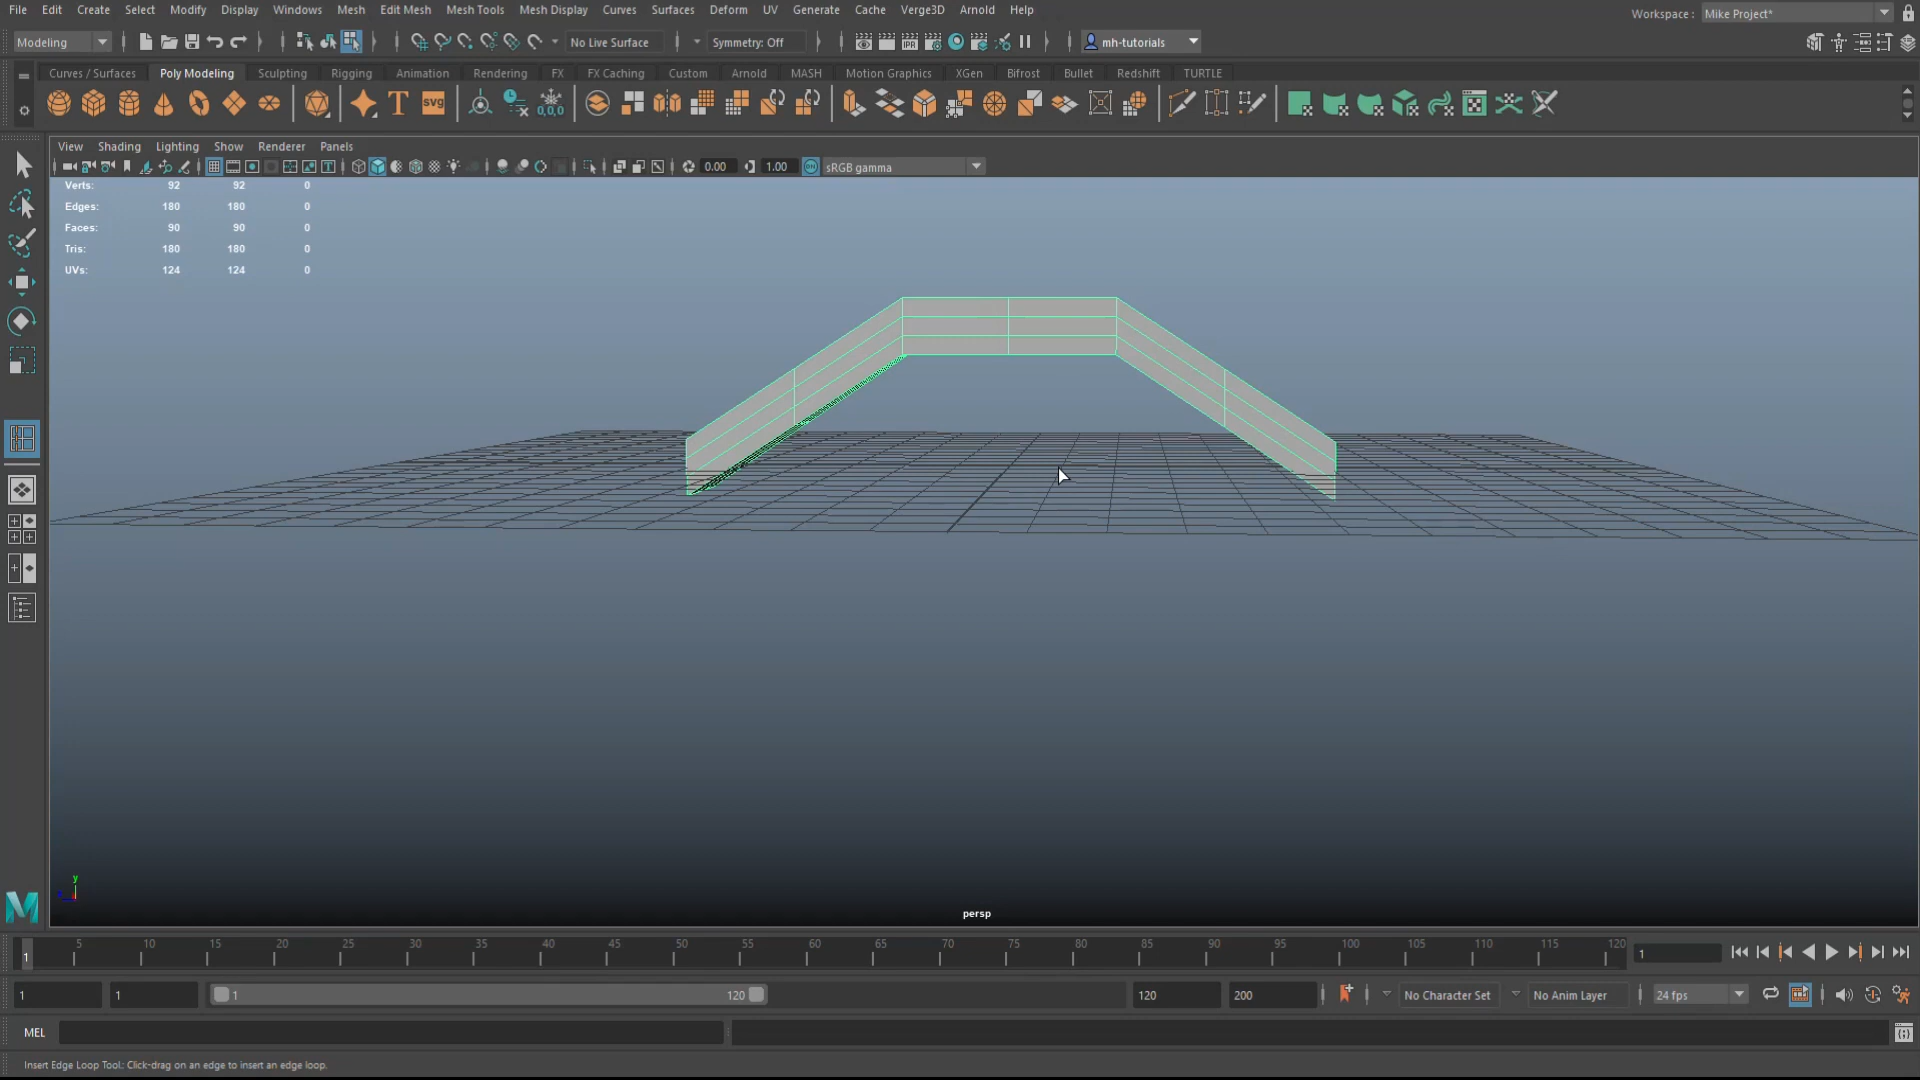 File Edit Create Select Modify Display Windows Mesh Edit Mesh Mesh Tools Mesh Display Curves Surfaces Deform UV Generate Cache Verge3D Arnold Help
Workspace : Mike Project*
Modeling No Live Surface Symmetry: Off mh-tutorials
Curves / Surfaces Poly Modeling Sculpting Rigging Animation Rendering FX FX Caching Custom Arnold MASH Motion Graphics XGen Bifrost Bullet Redshift TURTLE
T SVG 0,0,0
View Shading Lighting Show Renderer Panels
0.00 1.00 sRGB gamma
Verts: 92 92 0
Edges: 180 180 0
Faces: 90 90 0
Tris: 180 180 0
UVs: 124 124 0
y
persp
5 10 15 20 25 30 35 40 45 50 55 60 65 70 75 80 85 90 95 100 105 110 115 120
1 1
1 1 1 120 120 200 No Character Set No Anim Layer 24 fps
MEL
Insert Edge Loop Tool: Click-drag on an edge to insert an edge loop.